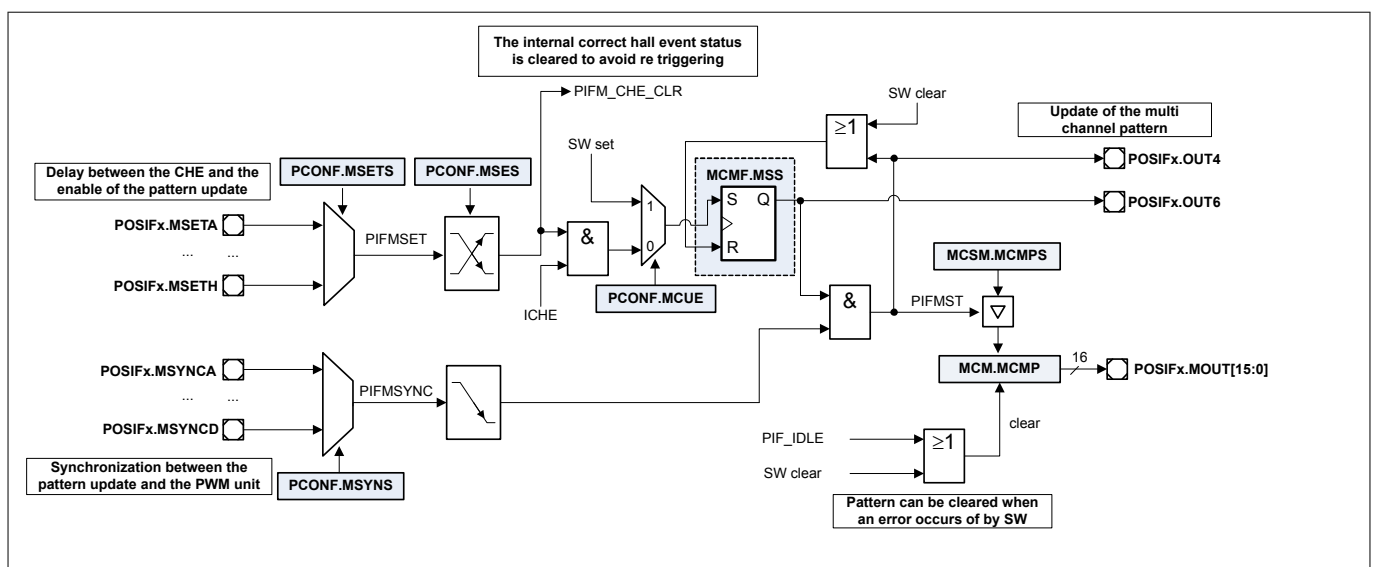 The internal correct hall event status
is cleared to avoid re triggering
PIFM_CHE_CLR
SW clear
Update of the multi
channel pattern
≥1
SW set
Delay between the CHE and the
enable of the pattern update
PCONF.MSETS
PCONF.MSES
MCMF.MSS
POSIFx.OUT4
POSIFx.OUT6
POSIFx.MSETA
... ...
POSIFx.MSETH
PIFMSET
&
1
0
S Q
R
ICHE
PCONF.MCUE
MCSM.MCMPS
&
PIFMST
∇
POSIFx.MSYNCA
... ...
POSIFx.MSYNCD
PIFMSYNC
MCM.MCMP
16
POSIFx.MOUT[15:0]
clear
PIF_IDLE
SW clear
≥1
Synchronization between the
pattern update and the PWM unit
PCONF.MSYNS
Pattern can be cleared when
an error occurs of by SW